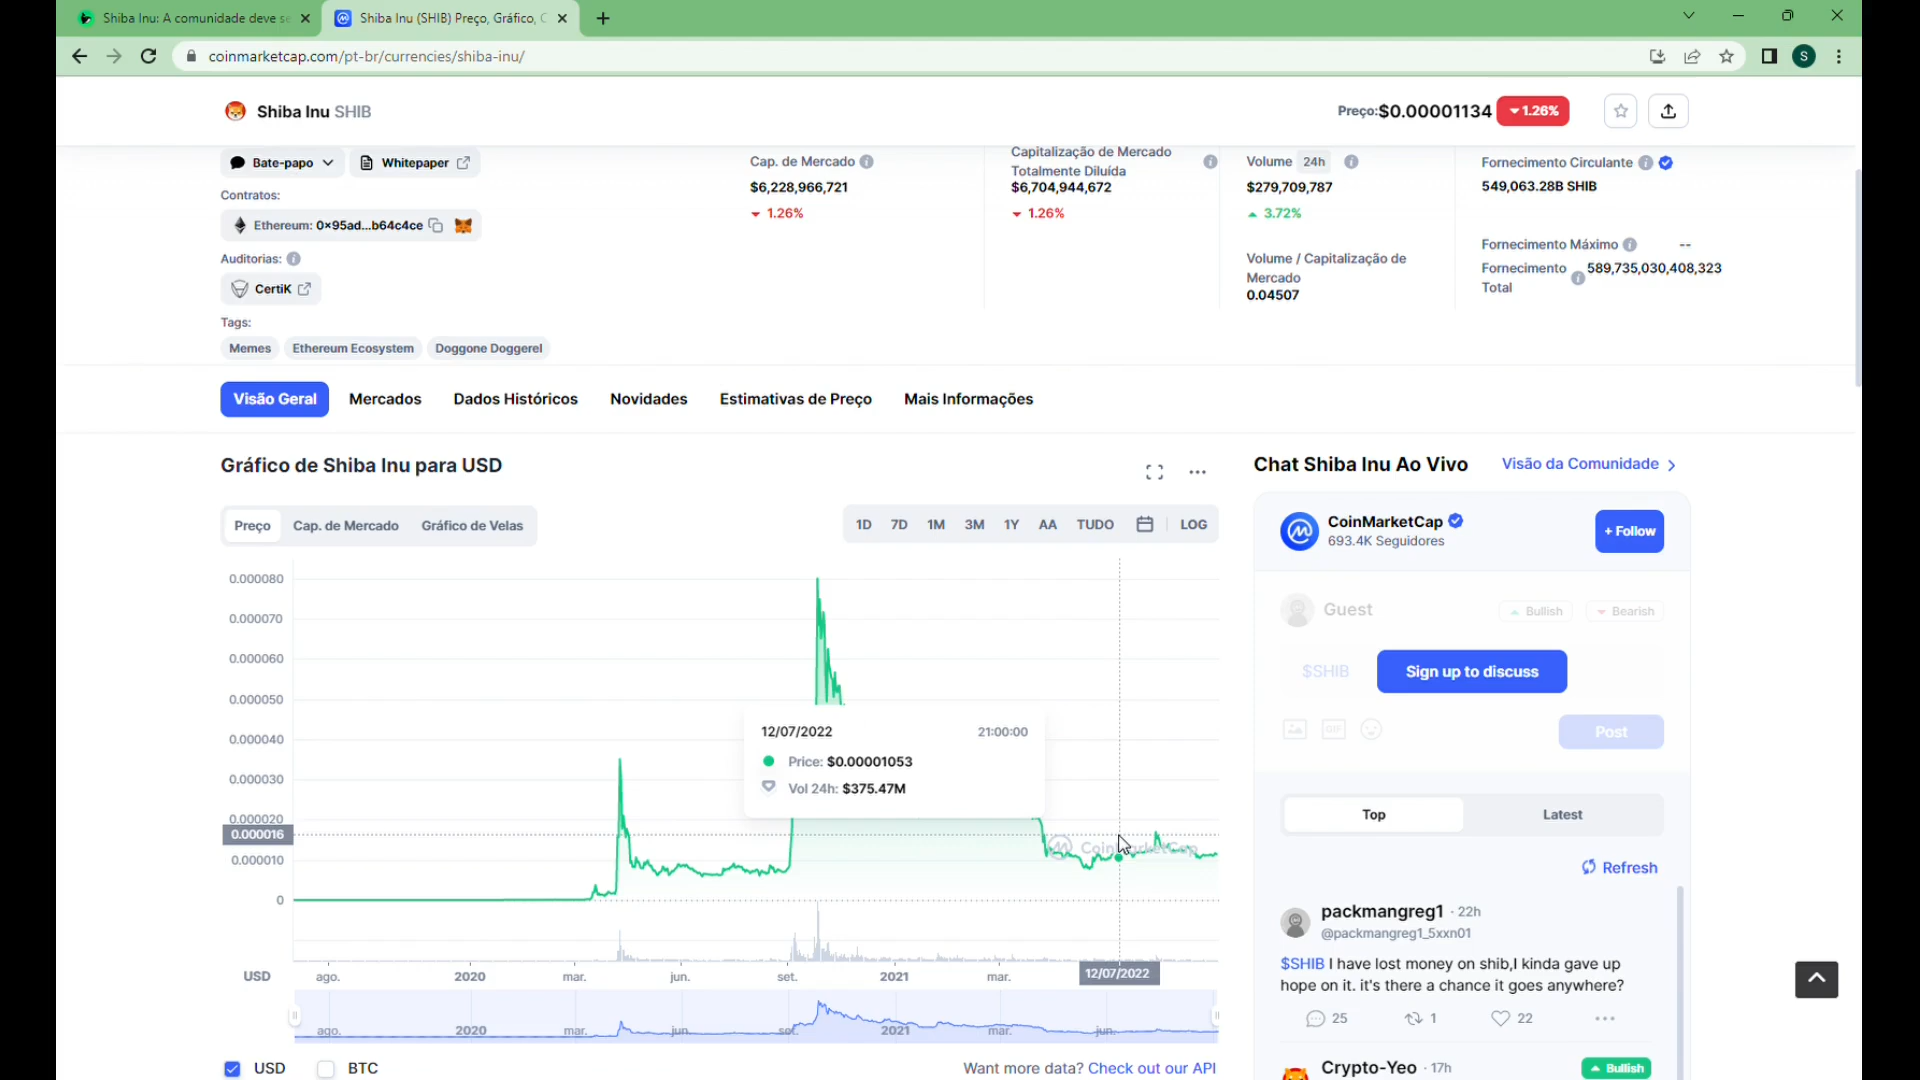 Shiba Inu: A comunidade deve se
Shiba Inu (SHIB) Preço, Gráfico, C
coinmarketcap.com/pt-br/currencies/shiba-inu/
S
Shiba Inu SHIB
Preço:$0.00001134
1.26%
Bate-papo
Whitepaper
Contratos:
Ethereum: 0x95ad...b64c4ce
Auditorias:
CertiK
Tags:
Memes
Ethereum Ecosystem
Doggone Doggerel
Cap. de Mercado
$6,228,966,721
1.26%
Capitalização de Mercado
Totalmente Diluída
$6,704,944,672
1.26%
Volume 24h
$279,709,787
3.72%
Volume / Capitalização de
Mercado
0.04507
Fornecimento Circulante
549,063.28B SHIB
Fornecimento Máximo
--
Fornecimento
Total
589,735,030,408,323
Visão Geral
Mercados
Dados Históricos
Novidades
Estimativas de Preço
Mais Informações
Gráfico de Shiba Inu para USD
Preço
Cap. de Mercado
Gráfico de Velas
1D
7D
1M
3M
1Y
AA
TUDO
LOG
0.000080
0.000070
0.000060
0.000050
0.000040
0.000030
0.000020
0.000016
0.000010
0
12/07/2022
21:00:00
Price: $0.00001053
Vol 24h: $375.47M
CoinMarketCap
USD
ago.
2020
mar.
jun.
set.
2021
mar.
12/07/2022
ago.
2020
mar.
jun.
set.
2021
mar.
jun.
USD
BTC
Want more data? Check out our API
Chat Shiba Inu Ao Vivo
Visão da Comunidade
CoinMarketCap
693.4K Seguidores
+ Follow
Guest
Bullish
Bearish
$SHIB
Sign up to discuss
GIF
Post
Top
Latest
Refresh
packmangreg1 · 22h
@packmangreg1_5xxn01
$SHIB I have lost money on shib,I kinda gave up
hope on it. it's there a chance it goes anywhere?
25
1
22
Crypto-Yeo · 17h
Bullish